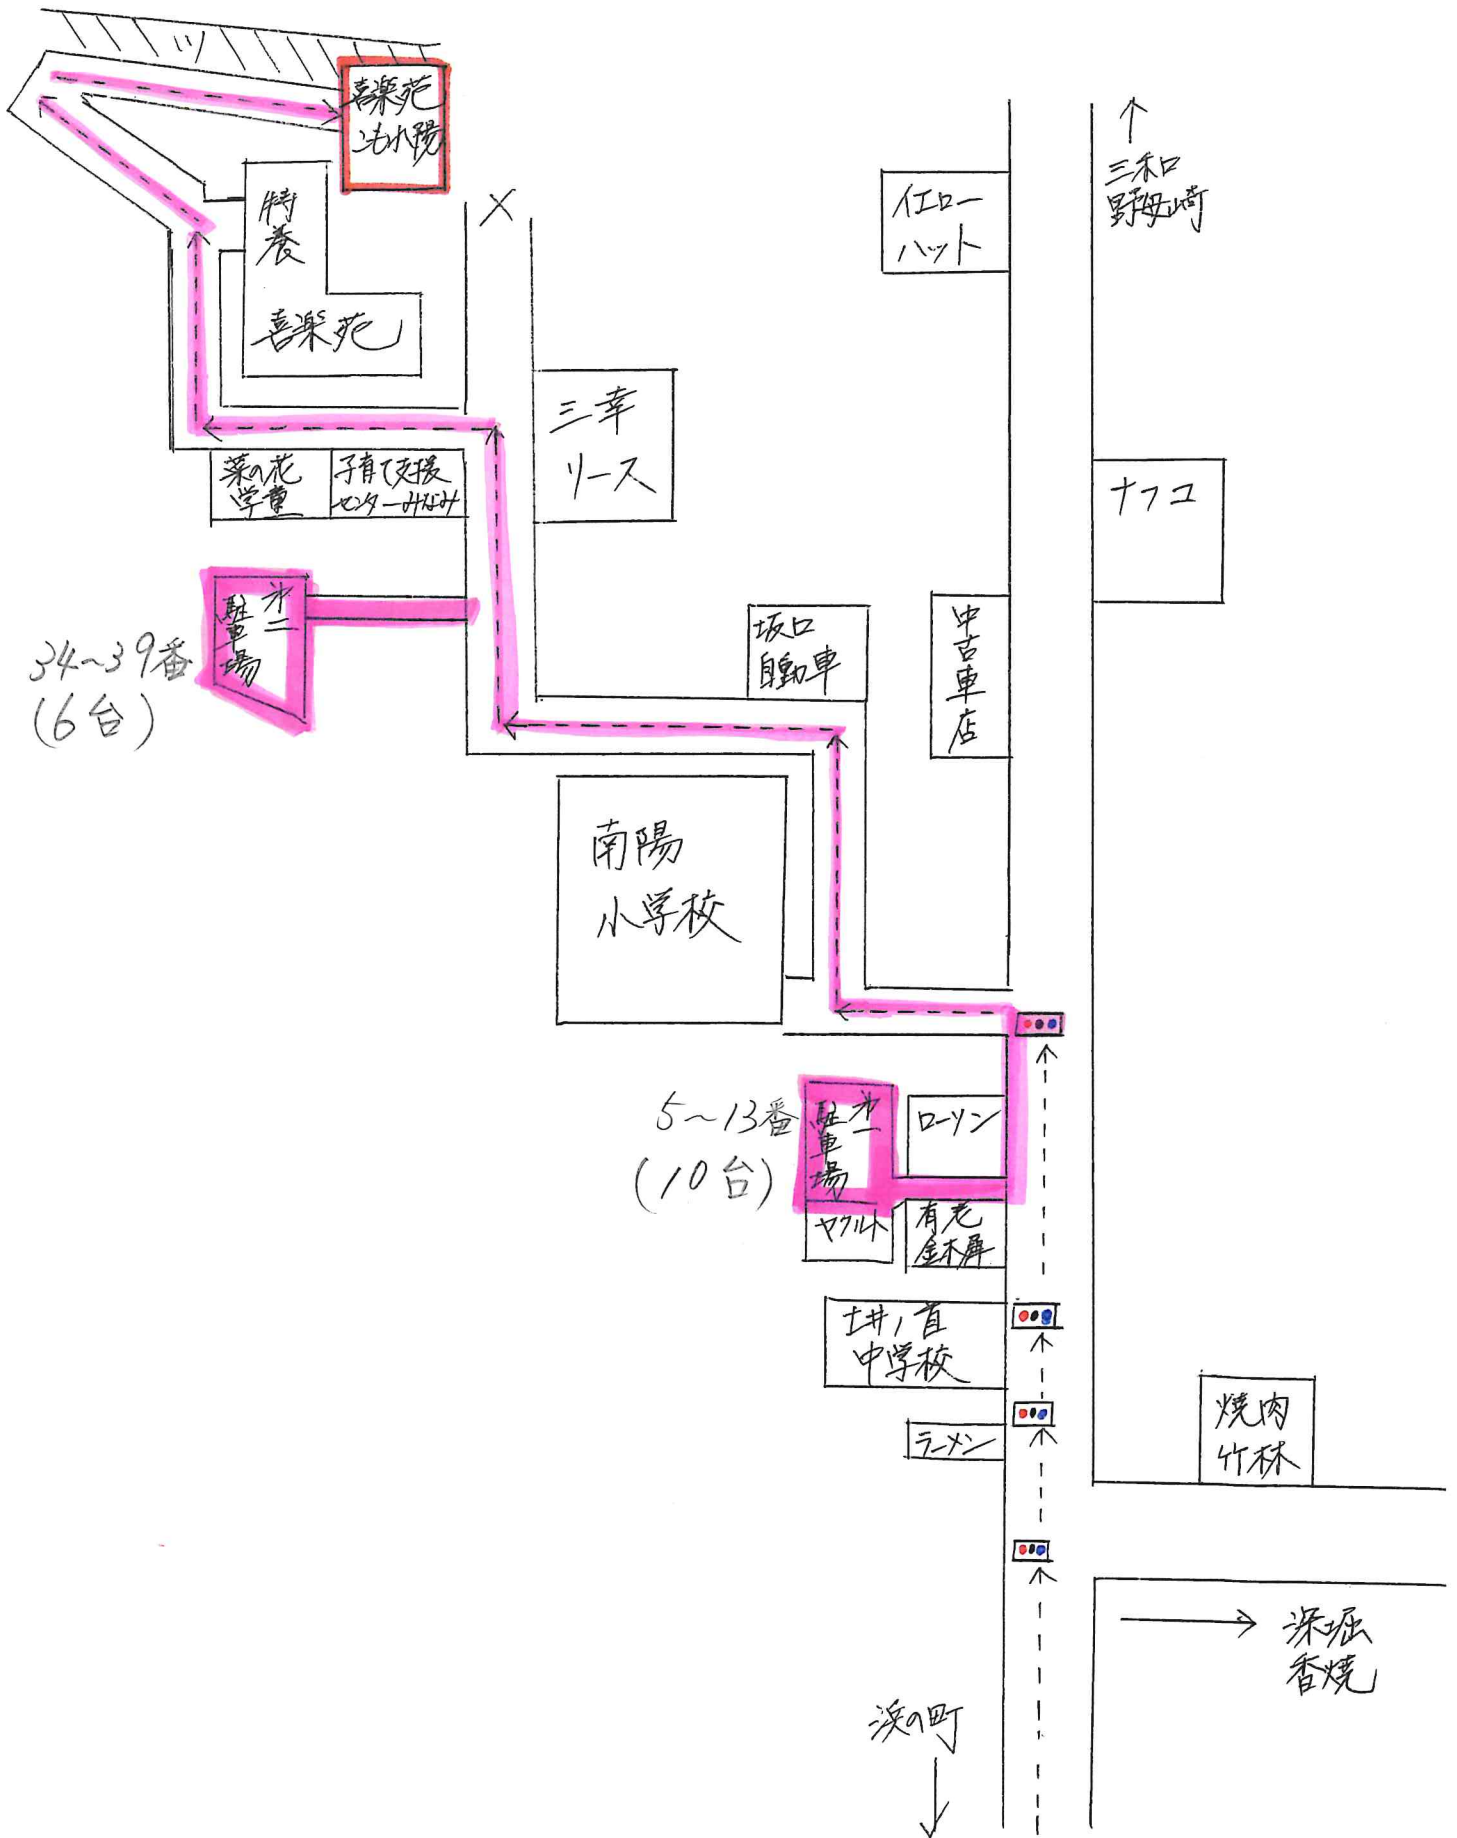 川
喜楽苑
こもれ陽
特
養
喜楽苑
×
イエロー
ハット
三和
野母崎
三幸
リース
ナフコ
菜の花
学童
子育て支援
センターみなみ
第二
駐車場
34〜39番
(6台)
坂口
自動車
中古車店
南陽
小学校
5〜13番
(10台)
第一
駐車場
ローソン
ヤクルト
有老
金木犀
土井ノ首
中学校
ラーメン
焼肉
竹林
深堀
香焼
浜の町